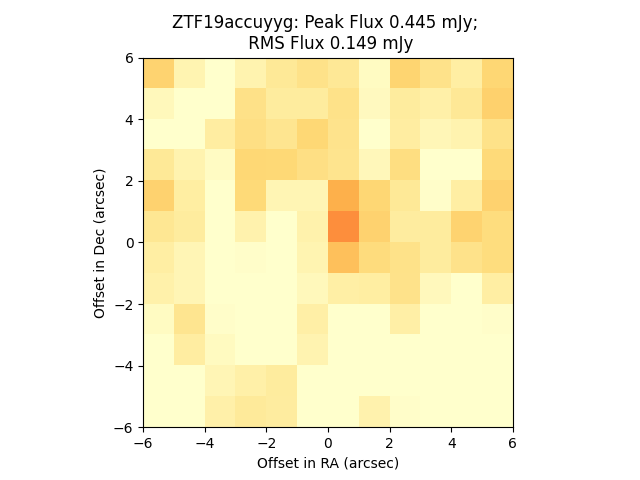 ZTF19accuyyg: Peak Flux 0.445 mJy;
RMS Flux 0.149 mJy
6
4
2
0
−2
−4
−6
Offset in Dec (arcsec)
−6 −4 −2 0 2 4 6
Offset in RA (arcsec)